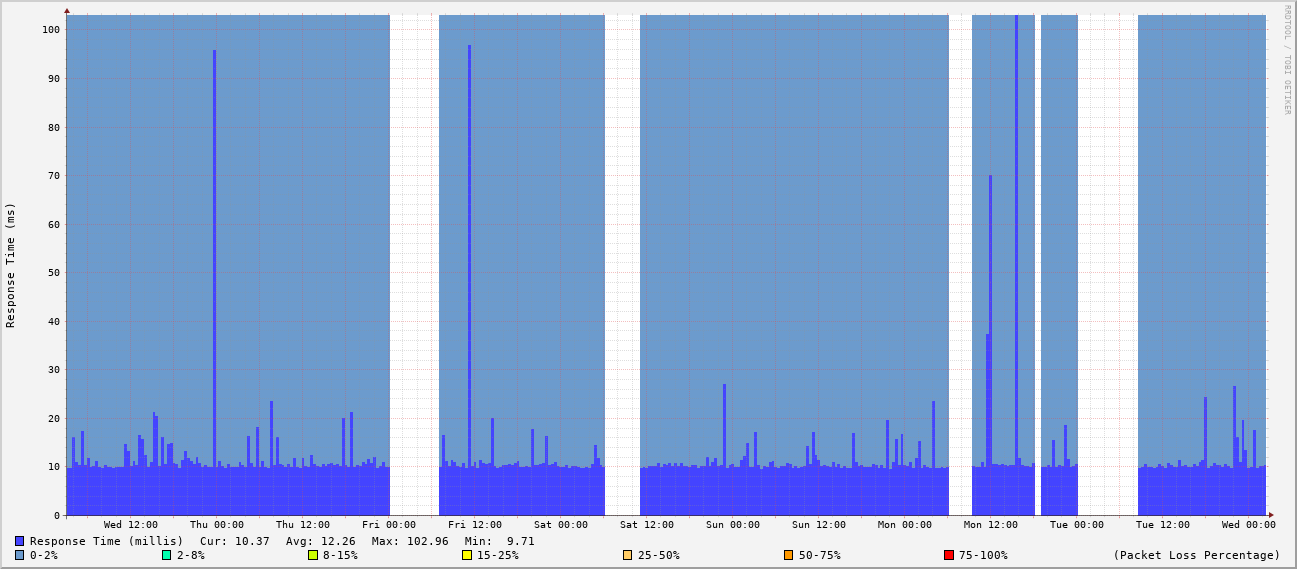 RRDTOOL / TOBI OETIKER
Response Time (ms)
100
90
80
70
60
50
40
30
20
10
0
Wed 12:00 Thu 00:00 Thu 12:00 Fri 00:00 Fri 12:00 Sat 00:00 Sat 12:00 Sun 00:00 Sun 12:00 Mon 00:00 Mon 12:00 Tue 00:00 Tue 12:00 Wed 00:00
Response Time (millis) Cur: 10.37 Avg: 12.26 Max: 102.96 Min: 9.71
0-2% 2-8% 8-15% 15-25% 25-50% 50-75% 75-100% (Packet Loss Percentage)